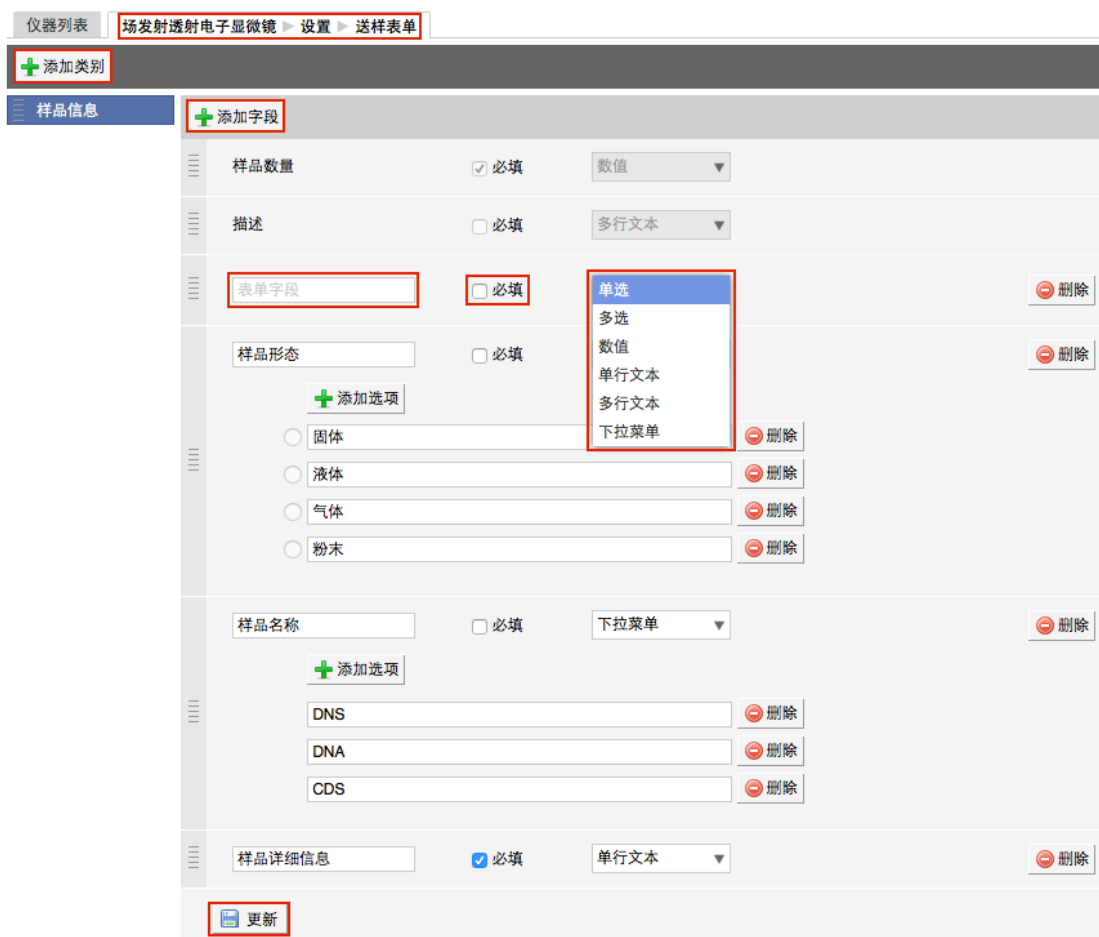 仪器列表 场发射透射电子显微镜 设置 送样表单
添加类别
样品信息 添加字段
样品数量 必填 数值
描述 必填 多行文本
表单字段 必填 单选 删除
多选
数值
单行文本
多行文本
下拉菜单
样品形态 必填 删除
添加选项
固体 删除
液体 删除
气体 删除
粉末 删除
样品名称 必填 下拉菜单 删除
添加选项
DNS 删除
DNA 删除
CDS 删除
样品详细信息 必填 单行文本 删除
更新